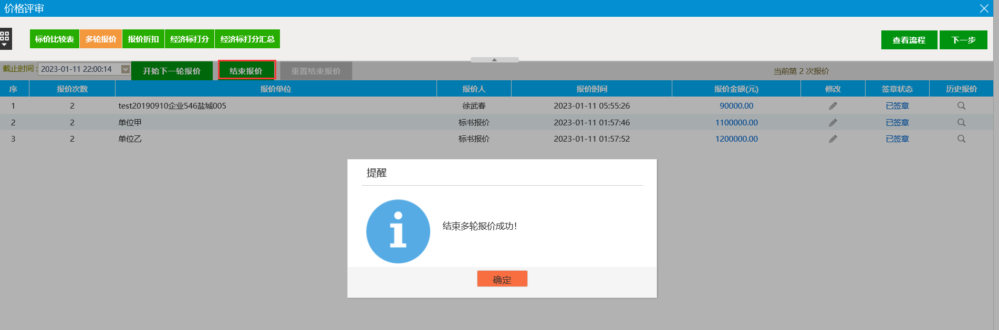 价格评审
标价比较表 多轮报价 报价折扣 经济标打分 经济标打分汇总 查看流程 下一步
截止时间： 2023-01-11 22:00:14 开始下一轮报价 结束报价 重置结束报价 当前第 2 次报价
序 报价次数 报价单位 报价人 报价时间 报价金额(元) 修改 签章状态 历史报价
1 2 test20190910企业546盐城005 徐武春 2023-01-11 05:55:26 90000.00 已签章
2 2 单位甲 标书报价 2023-01-11 01:57:46 1100000.00 已签章
3 2 单位乙 标书报价 2023-01-11 01:57:52 1200000.00 已签章
提醒
结束多轮报价成功！
确定